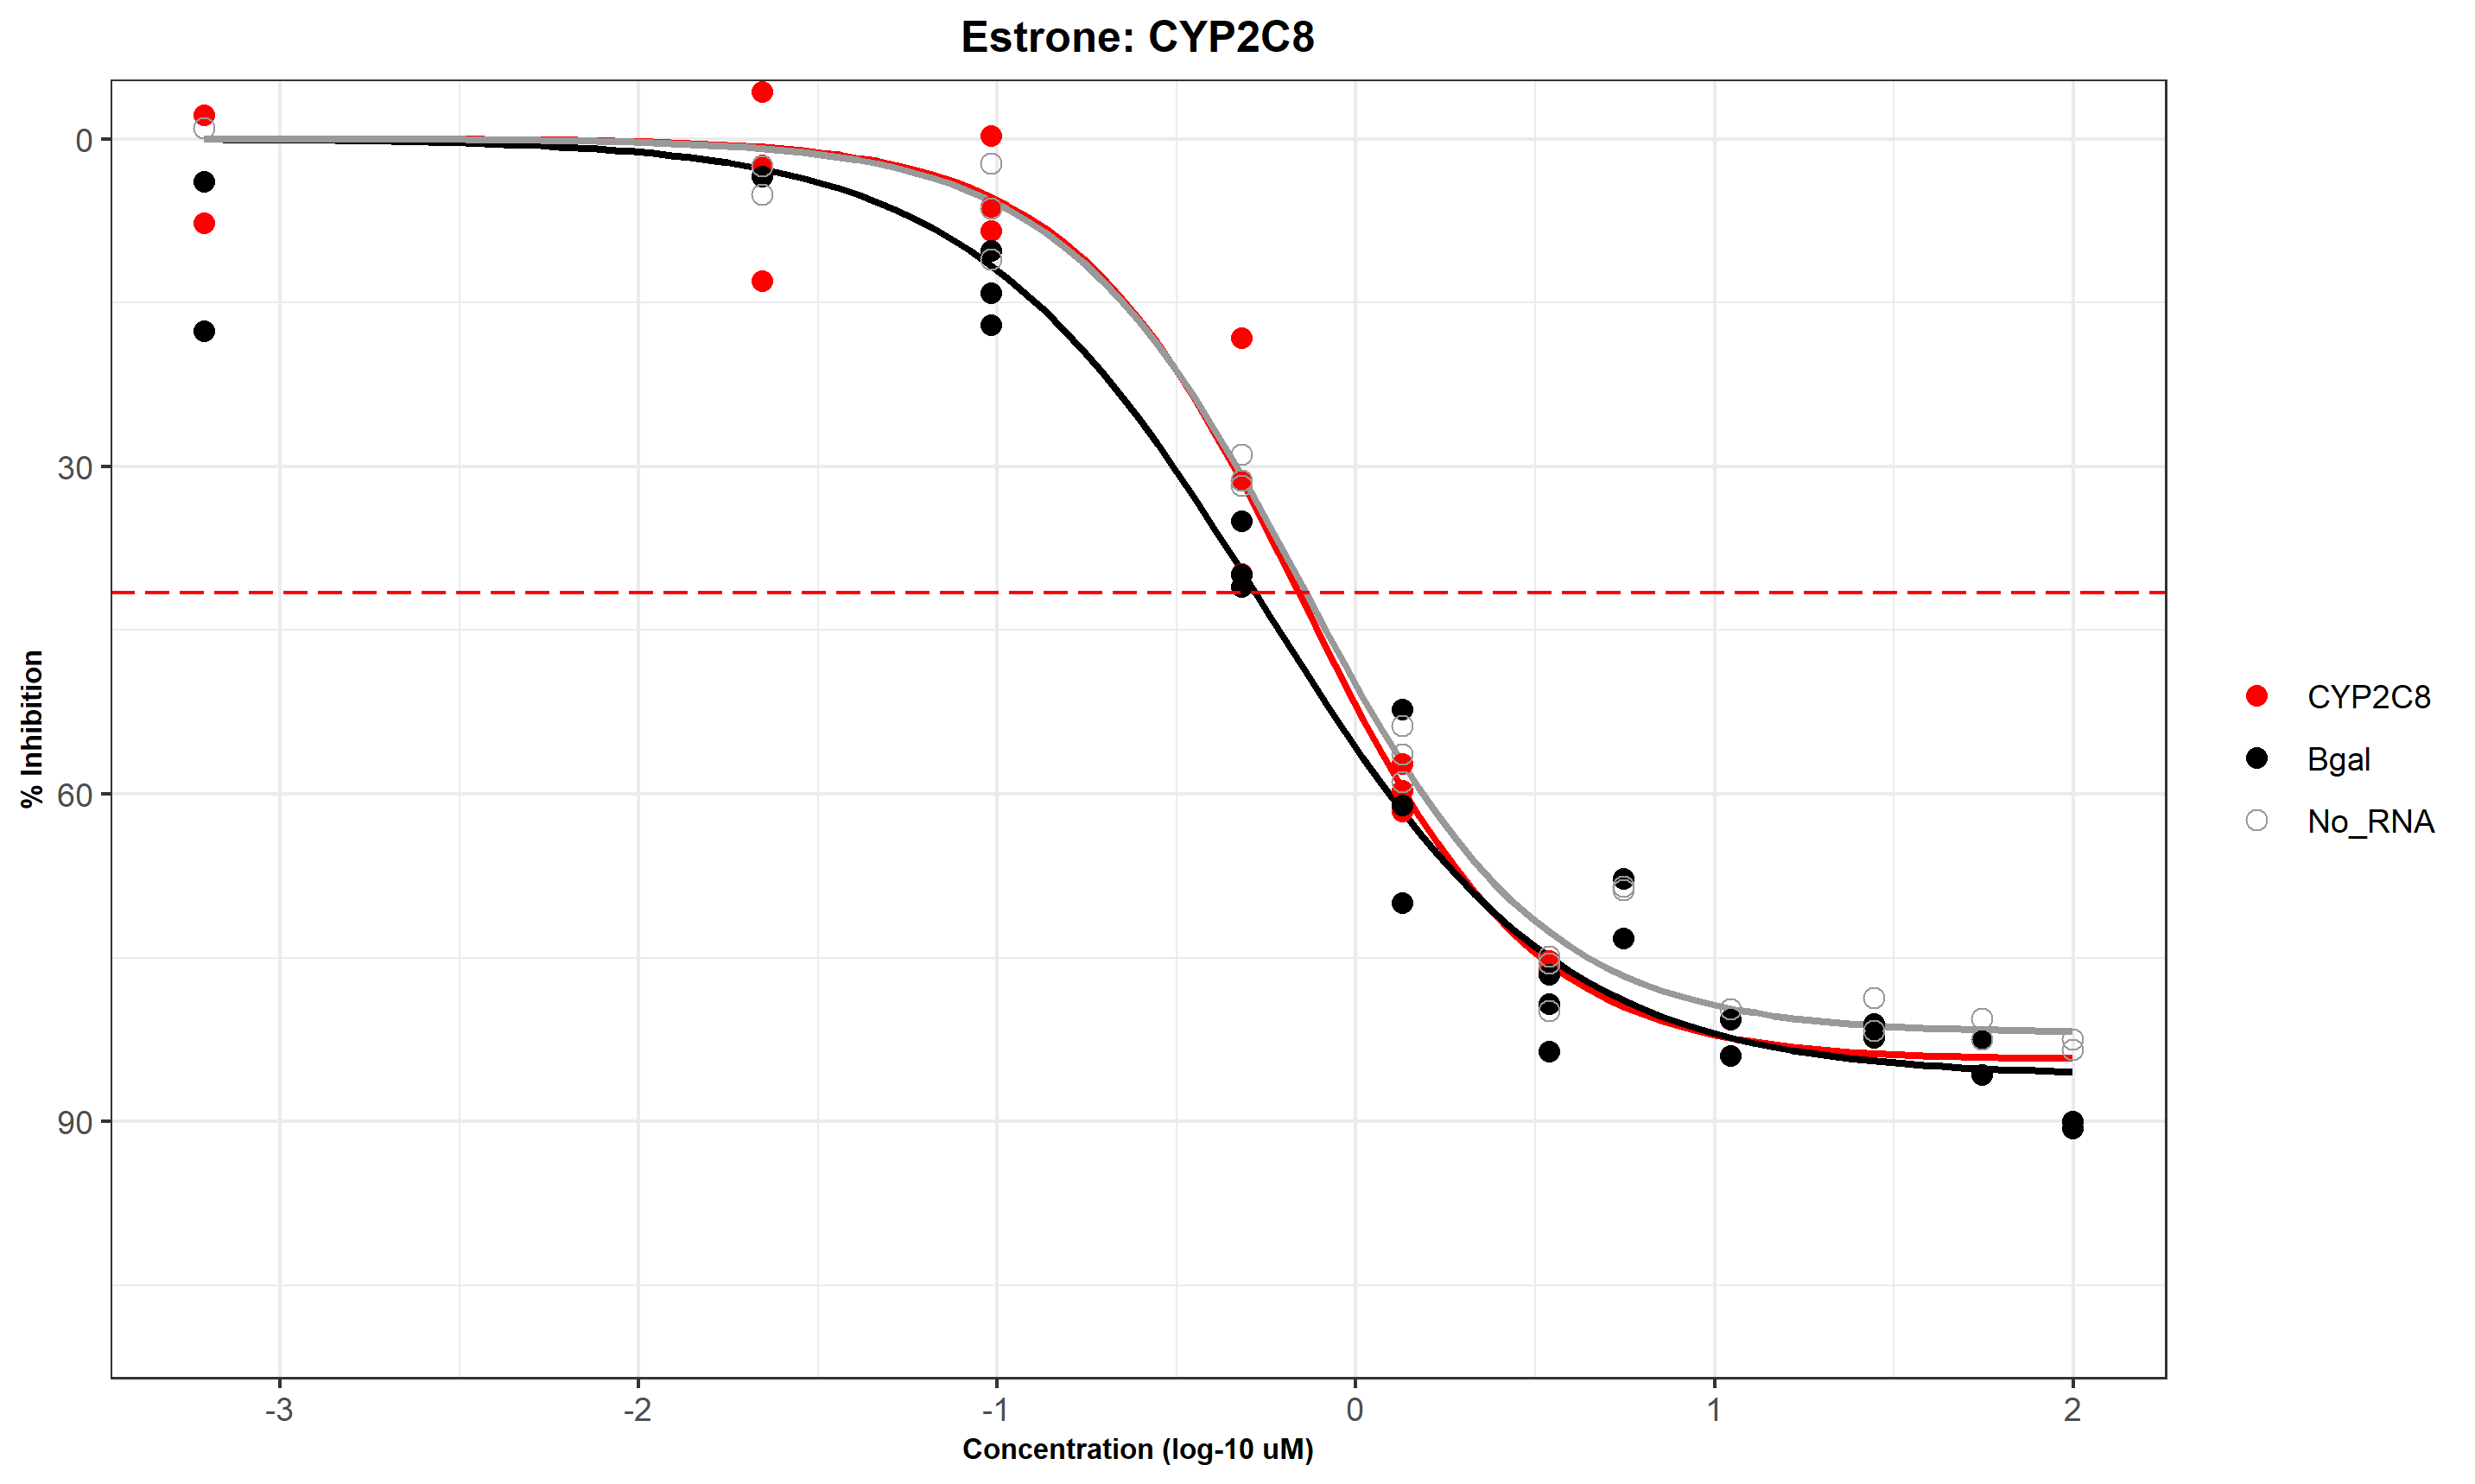 Estrone: CYP2C8
% Inhibition
0
30
60
90
-3
-2
-1
0
1
2
Concentration (log-10 uM)
CYP2C8
Bgal
No_RNA